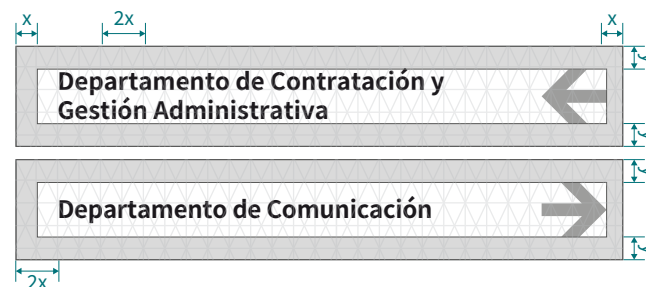 x 2x x
Departamento de Contratación y
Gestión Administrativa
Departamento de Comunicación
2x